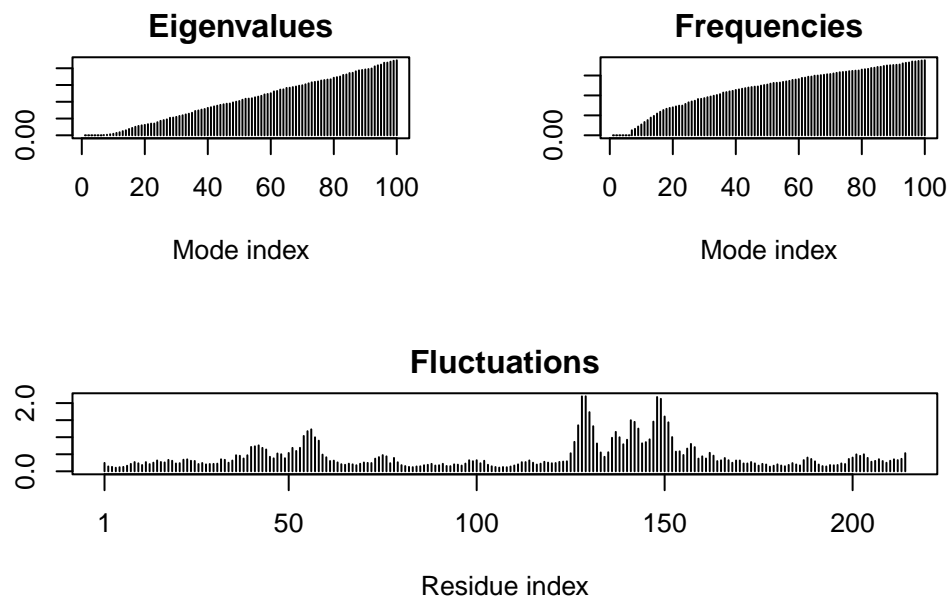 Eigenvalues
0.00
0 20 40 60 80 100
Mode index
Frequencies
0.00
0 20 40 60 80 100
Mode index
Fluctuations
2.0
0.0
1 50 100 150 200
Residue index